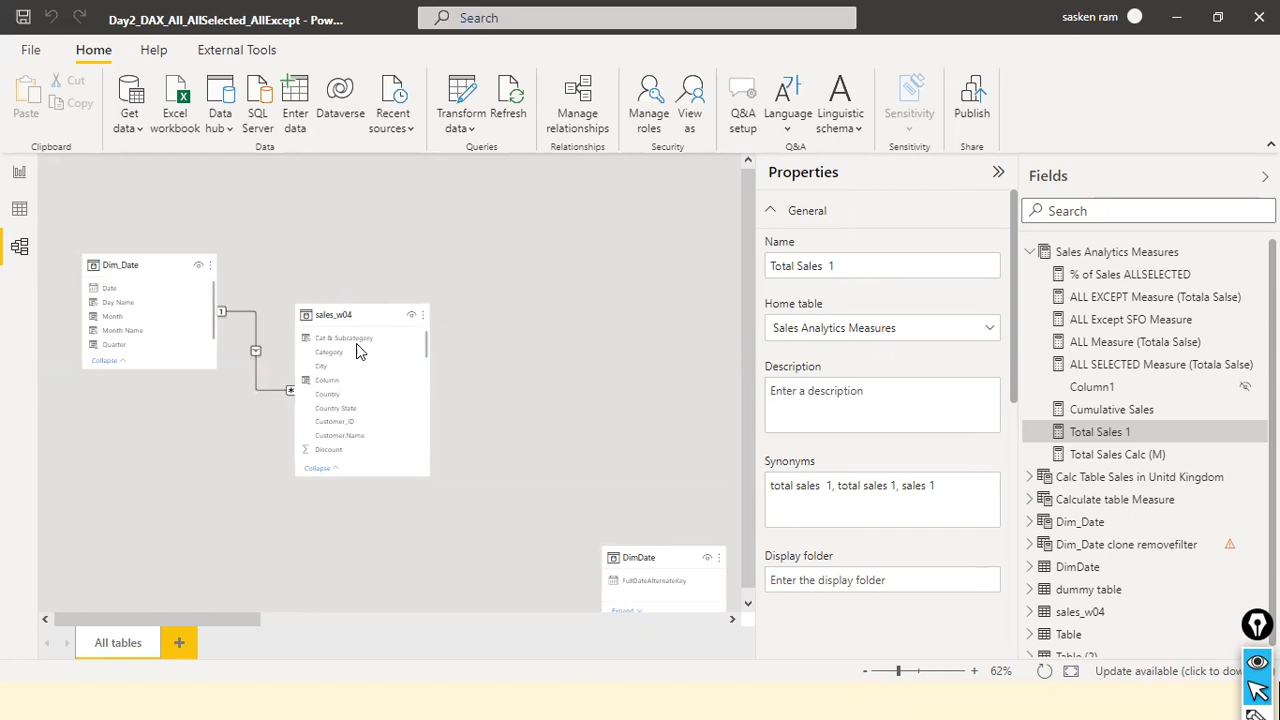 Day2_DAX_All_AllSelected_AllExcept - Pow...
Search
sasken ram
File
Home
Help
External Tools
Paste
Cut
Copy
Clipboard
Get data
Excel workbook
Data hub
SQL Server
Enter data
Dataverse
Recent sources
Data
Transform data
Refresh
Queries
Manage relationships
Relationships
Manage roles
View as
Security
Q&A setup
Language
Linguistic schema
Q&A
Sensitivity
Sensitivity
Publish
Share
Dim_Date
Date
Day Name
Month
Month Name
Quarter
Collapse
1
*
sales_w04
Cat & Subcategory
Category
City
Column
Country
Country State
Customer_ID
Customer.Name
Discount
Collapse
DimDate
FullDateAlternateKey
Expand
All tables
Properties
General
Name
Total Sales  1
Home table
Sales Analytics Measures
Description
Enter a description
Synonyms
total sales  1, total sales 1, sales 1
Display folder
Enter the display folder
Fields
Search
Sales Analytics Measures
% of Sales ALLSELECTED
ALL EXCEPT Measure (Totala Salse)
ALL Except SFO Measure
ALL Measure (Totala Salse)
ALL SELECTED Measure (Totala Salse)
Column1
Cumulative Sales
Total Sales 1
Total Sales Calc (M)
Calc Table Sales in Unitd Kingdom
Calculate table Measure
Dim_Date
Dim_Date clone removefilter
DimDate
dummy table
sales_w04
Table
Table (2)
62%
Update available (click to dow